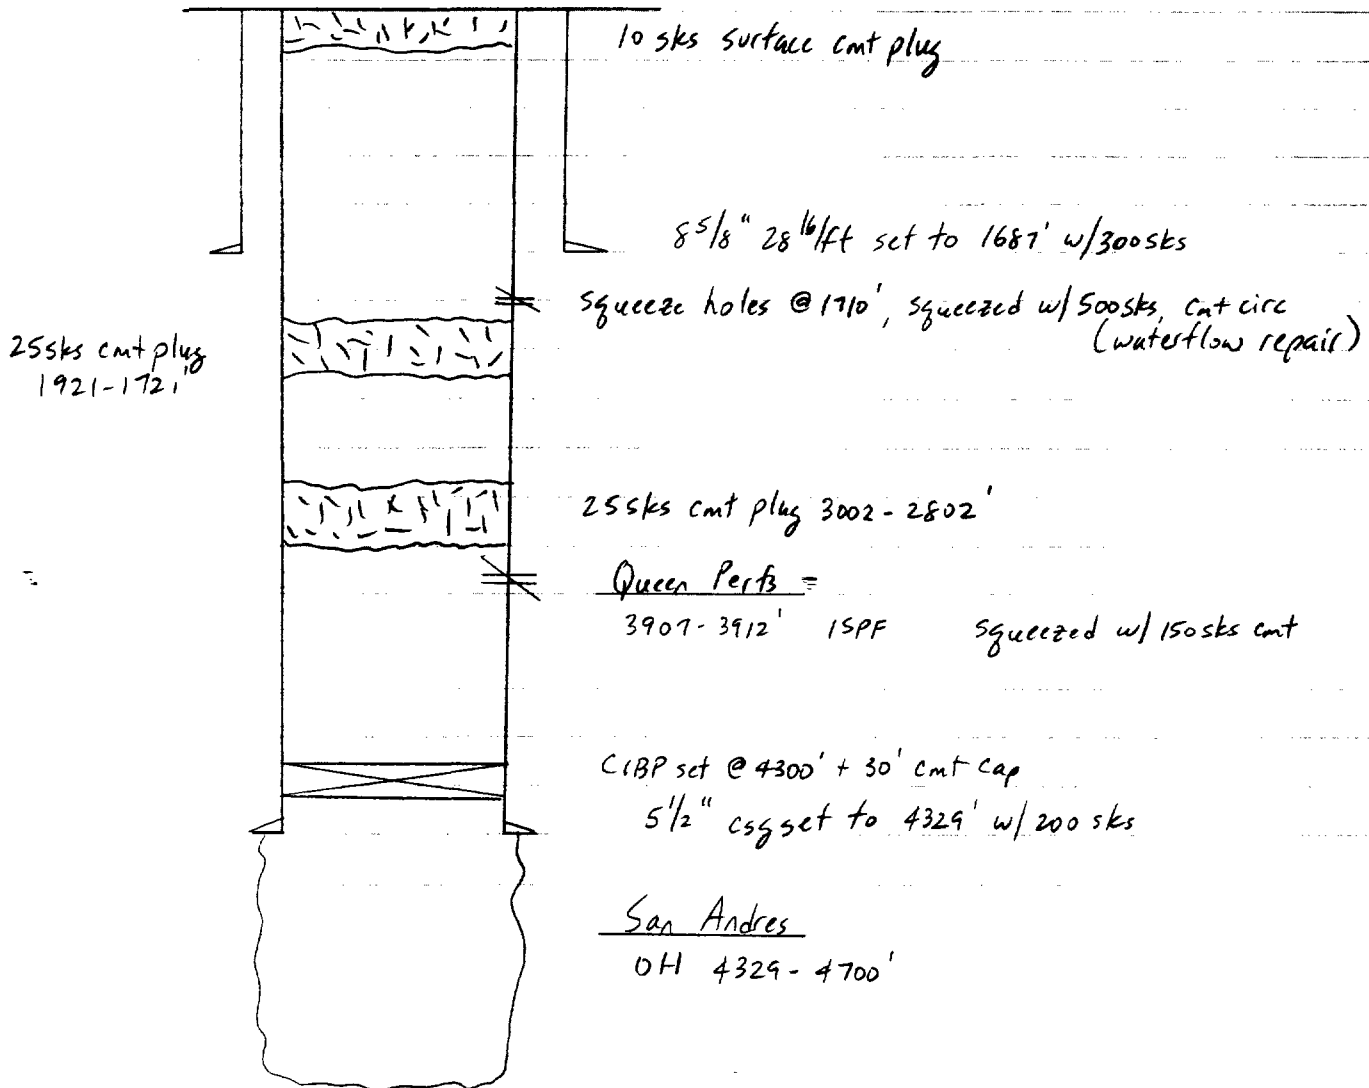 10 sks surface cmt plug
8 5/8" 28 lb/ft set to 1687' w/300sks
squeeze holes @ 1710', squeezed w/ 500sks, cmt circ
(waterflow repair)
25sks cmt plug
1921-1721'
25sks cmt plug 3002-2802'
Queen Perfs =
3907-3912' 1SPF squeezed w/ 150sks cmt
CIBP set @ 4300' + 30' cmt cap
5 1/2" csg set to 4329' w/ 200 sks
San Andres
OH 4329-4700'